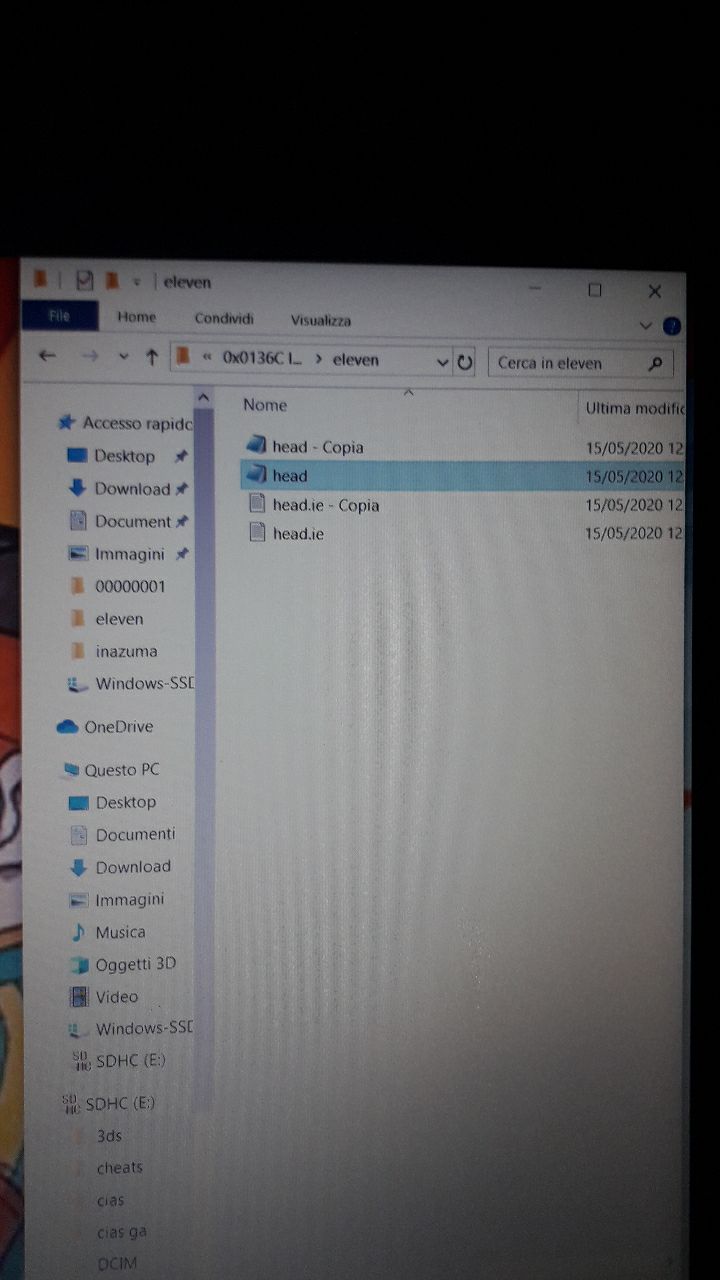 eleven
File Home Condividi Visualizza
« 0x0136C I... > eleven Cerca in eleven
Nome Ultima modific
Accesso rapido
Desktop
Download
Document
Immagini
00000001
eleven
inazuma
Windows-SSD
OneDrive
Questo PC
Desktop
Documenti
Download
Immagini
Musica
Oggetti 3D
Video
Windows-SSD
SDHC (E:)
SDHC (E:)
3ds
cheats
cias
cias ga
DCIM
head - Copia 15/05/2020 12
head 15/05/2020 12
head.ie - Copia 15/05/2020 12
head.ie 15/05/2020 12